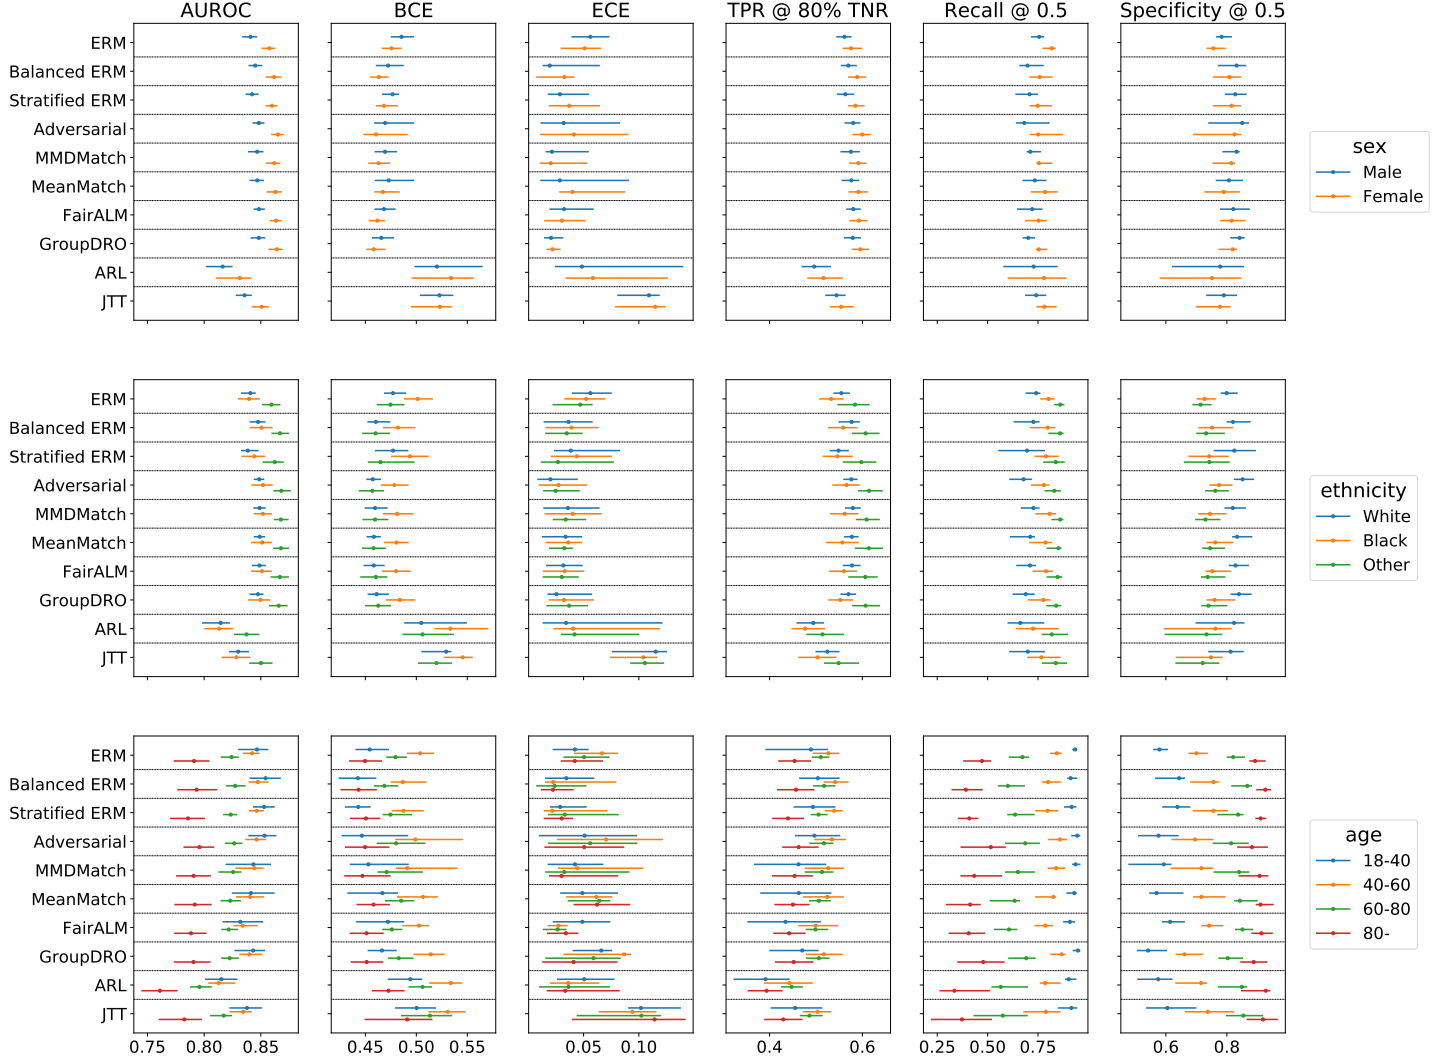 AUROC BCE ECE TPR @ 80% TNR Recall @ 0.5 Specificity @ 0.5
ERM
Balanced ERM
Stratified ERM
Adversarial
MMDMatch
MeanMatch
FairALM
GroupDRO
ARL
JTT
sex
Male
Female
ERM
Balanced ERM
Stratified ERM
Adversarial
MMDMatch
MeanMatch
FairALM
GroupDRO
ARL
JTT
ethnicity
White
Black
Other
ERM
Balanced ERM
Stratified ERM
Adversarial
MMDMatch
MeanMatch
FairALM
GroupDRO
ARL
JTT
age
18-40
40-60
60-80
80-
0.75 0.80 0.85 0.45 0.50 0.55 0.05 0.10 0.4 0.6 0.25 0.50 0.75 0.6 0.8